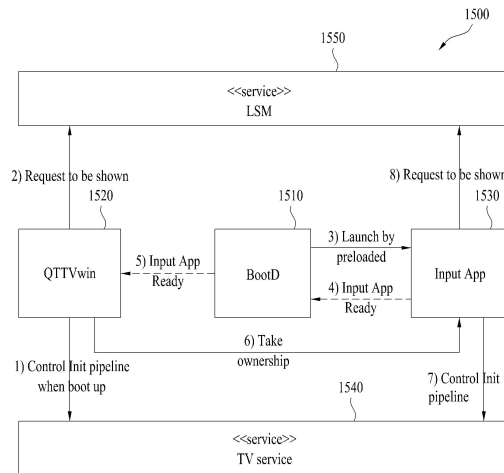 1500
1550
<<service>>
LSM
2) Request to be shown
8) Request to be shown
1520
1510
1530
QTTVwin
5) Input App
Ready
BootD
3) Launch by
preloaded
4) Input App
Ready
Input App
6) Take
ownership
1) Control Init pipeline
when boot up
7) Control Init
pipeline
1540
<<service>>
TV service